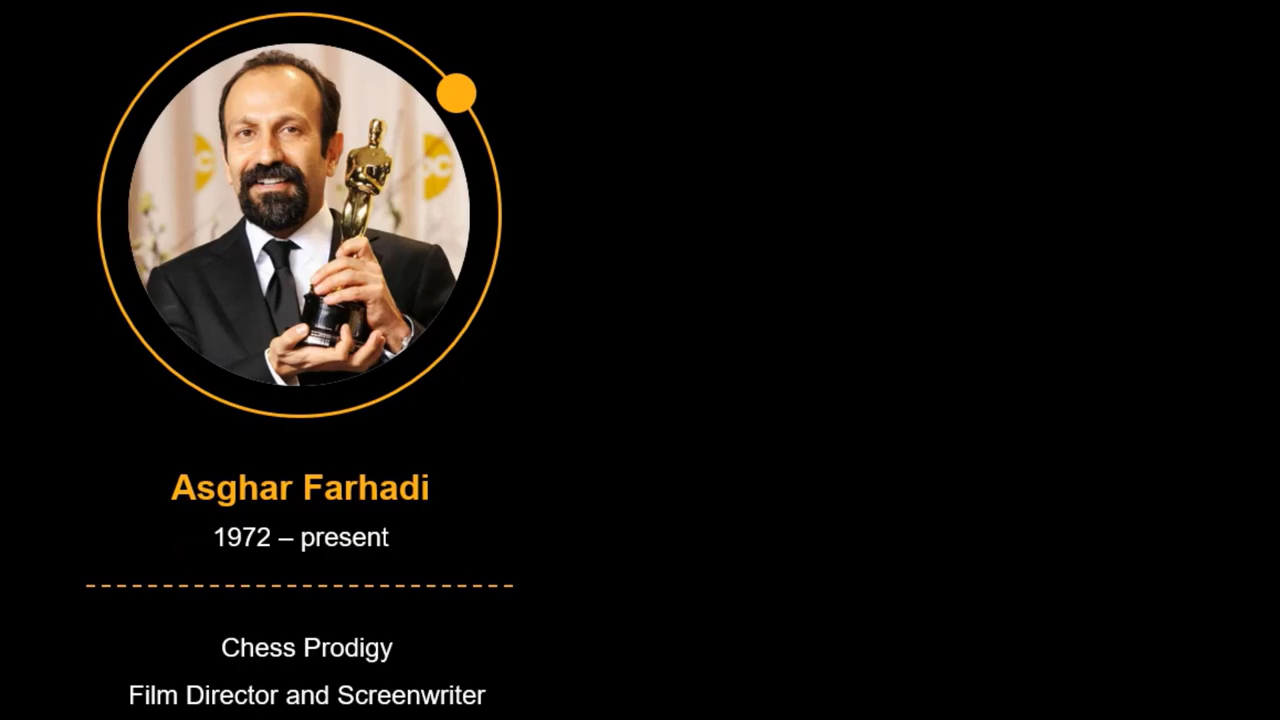 Asghar Farhadi
1972 – present
Chess Prodigy
Film Director and Screenwriter